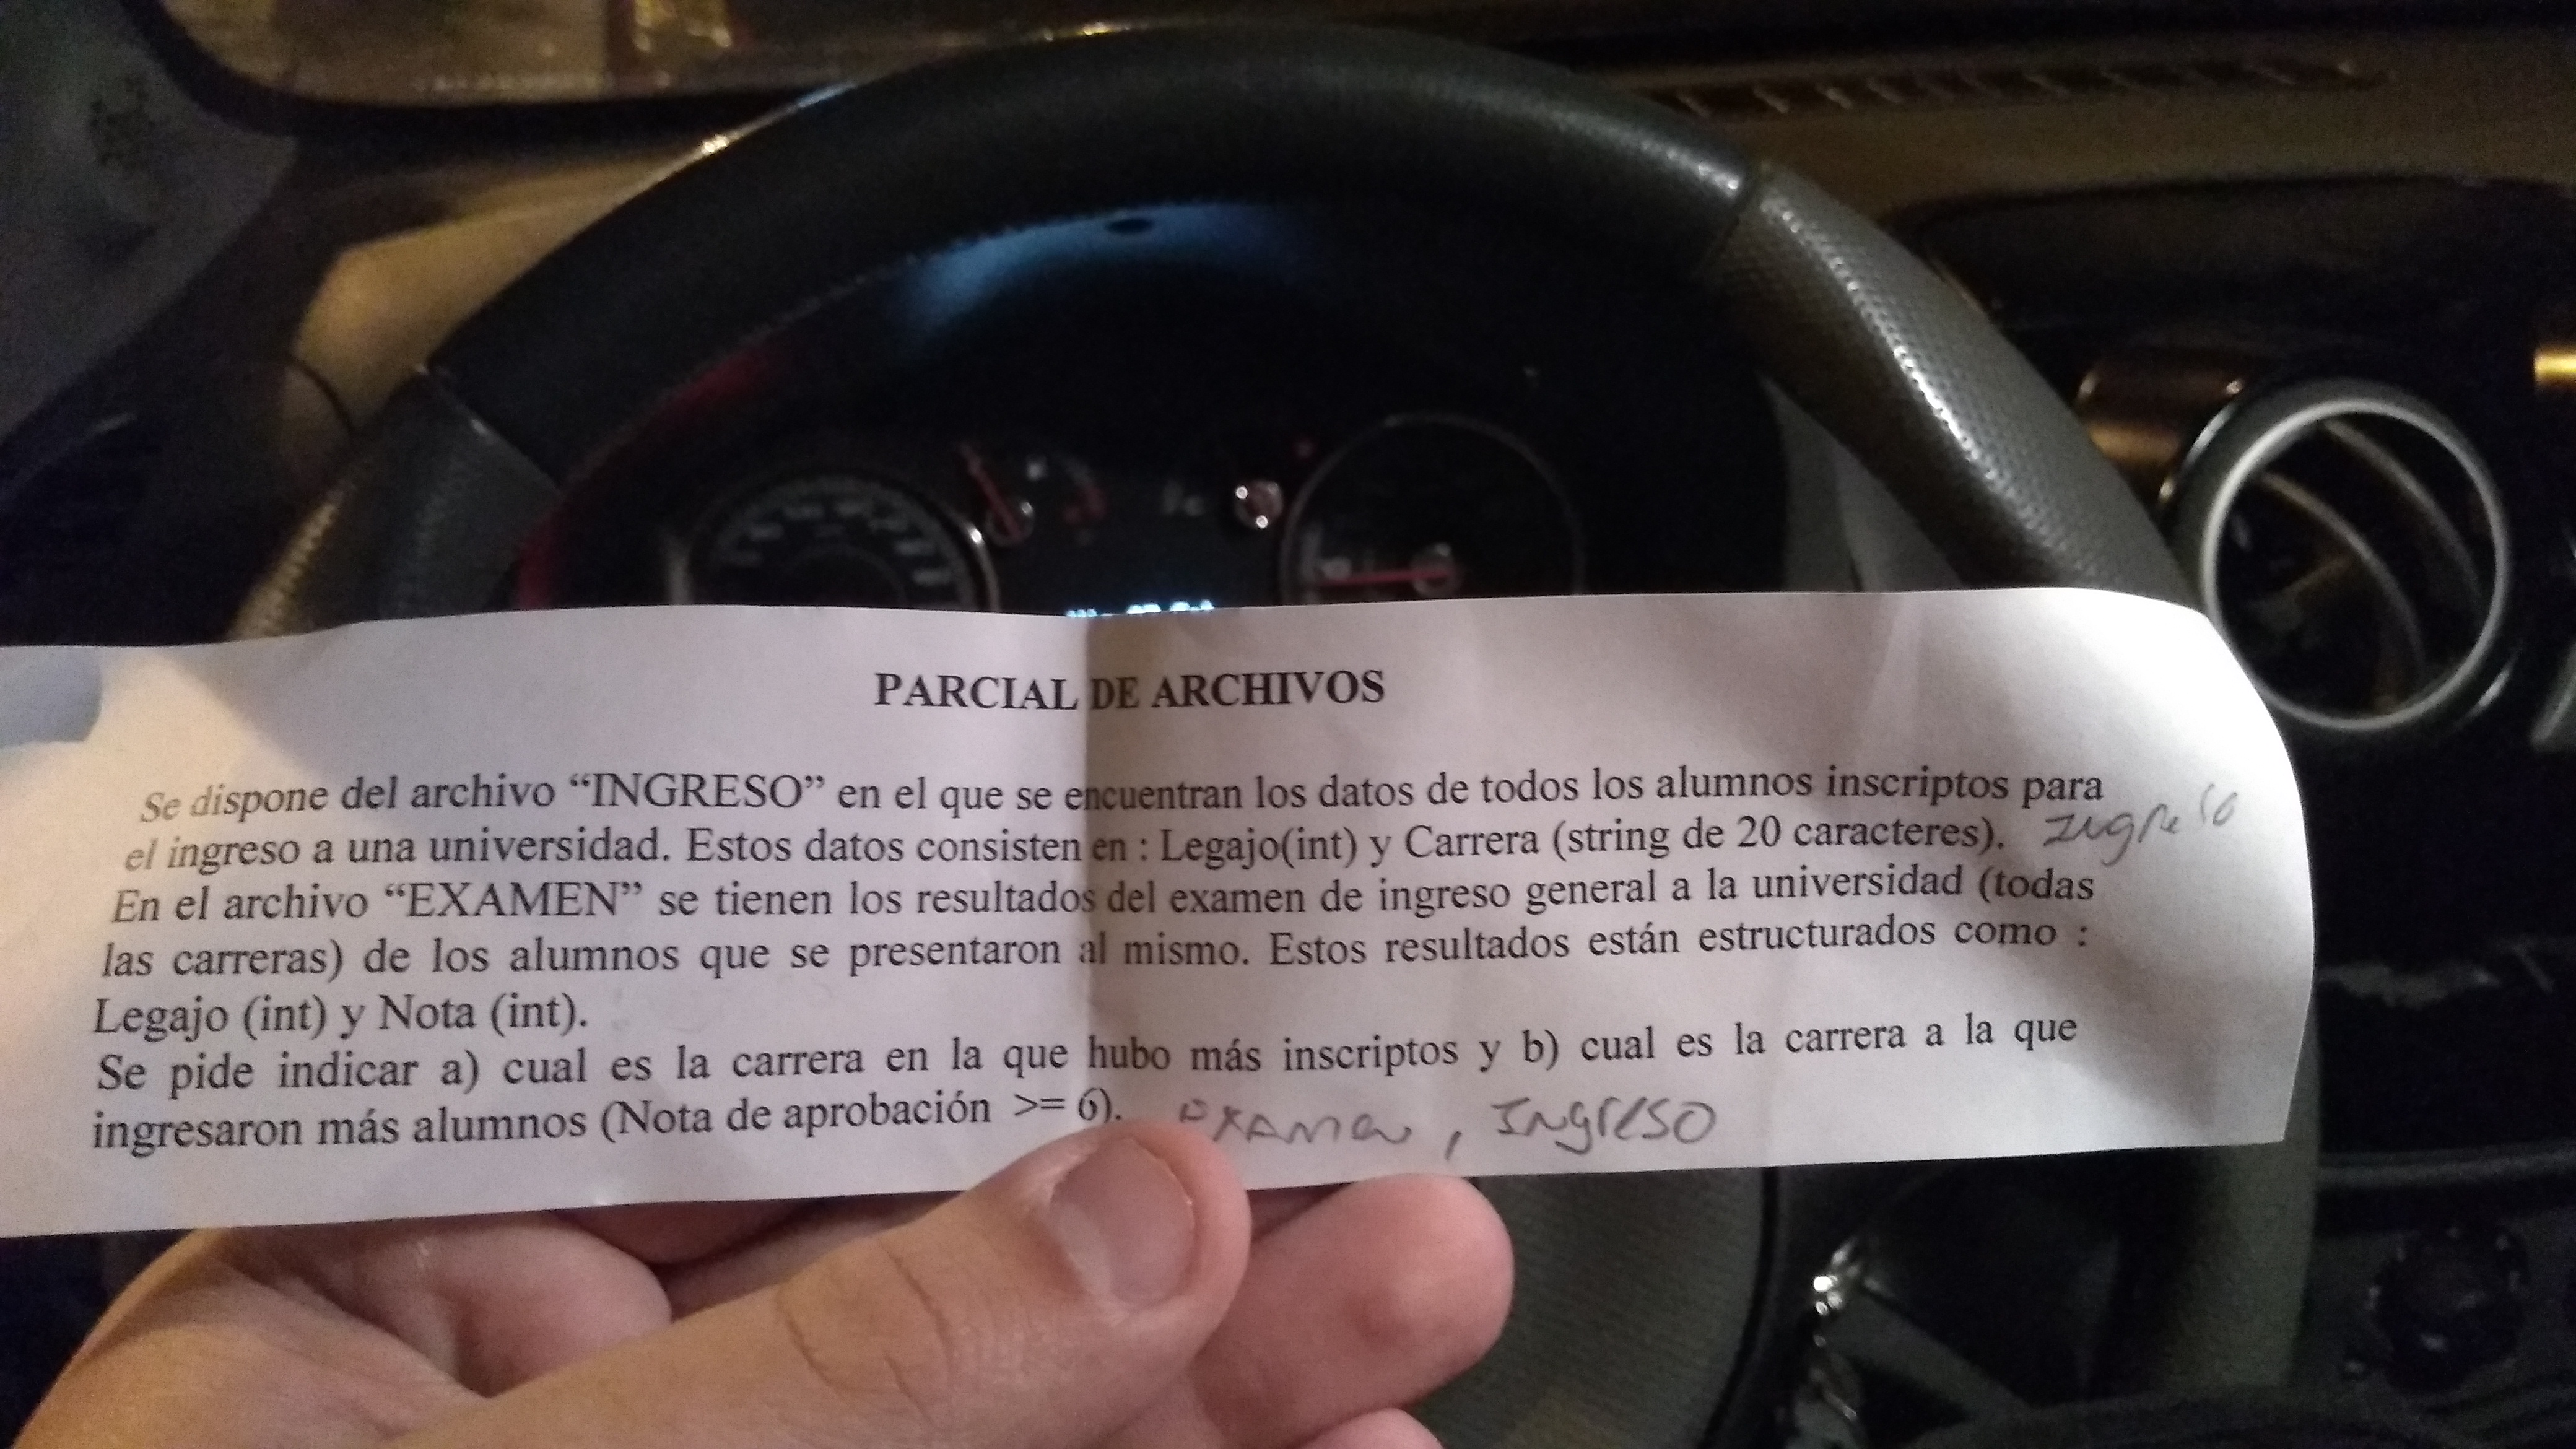 PARCIAL DE ARCHIVOS
Se dispone del archivo “INGRESO” en el que se encuentran los datos de todos los alumnos inscriptos para
el ingreso a una universidad. Estos datos consisten en : Legajo(int) y Carrera (string de 20 caracteres). Ingreso
En el archivo “EXAMEN” se tienen los resultados del examen de ingreso general a la universidad (todas
las carreras) de los alumnos que se presentaron al mismo. Estos resultados están estructurados como :
Legajo (int) y Nota (int).
Se pide indicar a) cual es la carrera en la que hubo más inscriptos y b) cual es la carrera a la que
ingresaron más alumnos (Nota de aprobación >= 6). Examen, Ingreso